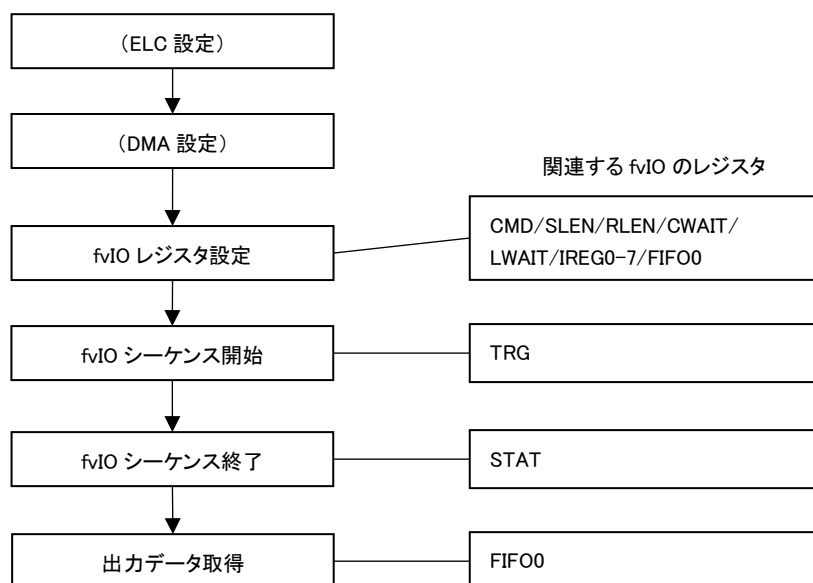 （ELC 設定）
（DMA 設定）
関連する fvIO のレジスタ
fvIO レジスタ設定
CMD/SLEN/RLEN/CWAIT/
LWAIT/IREG0-7/FIFO0
fvIO シーケンス開始
TRG
fvIO シーケンス終了
STAT
出力データ取得
FIFO0